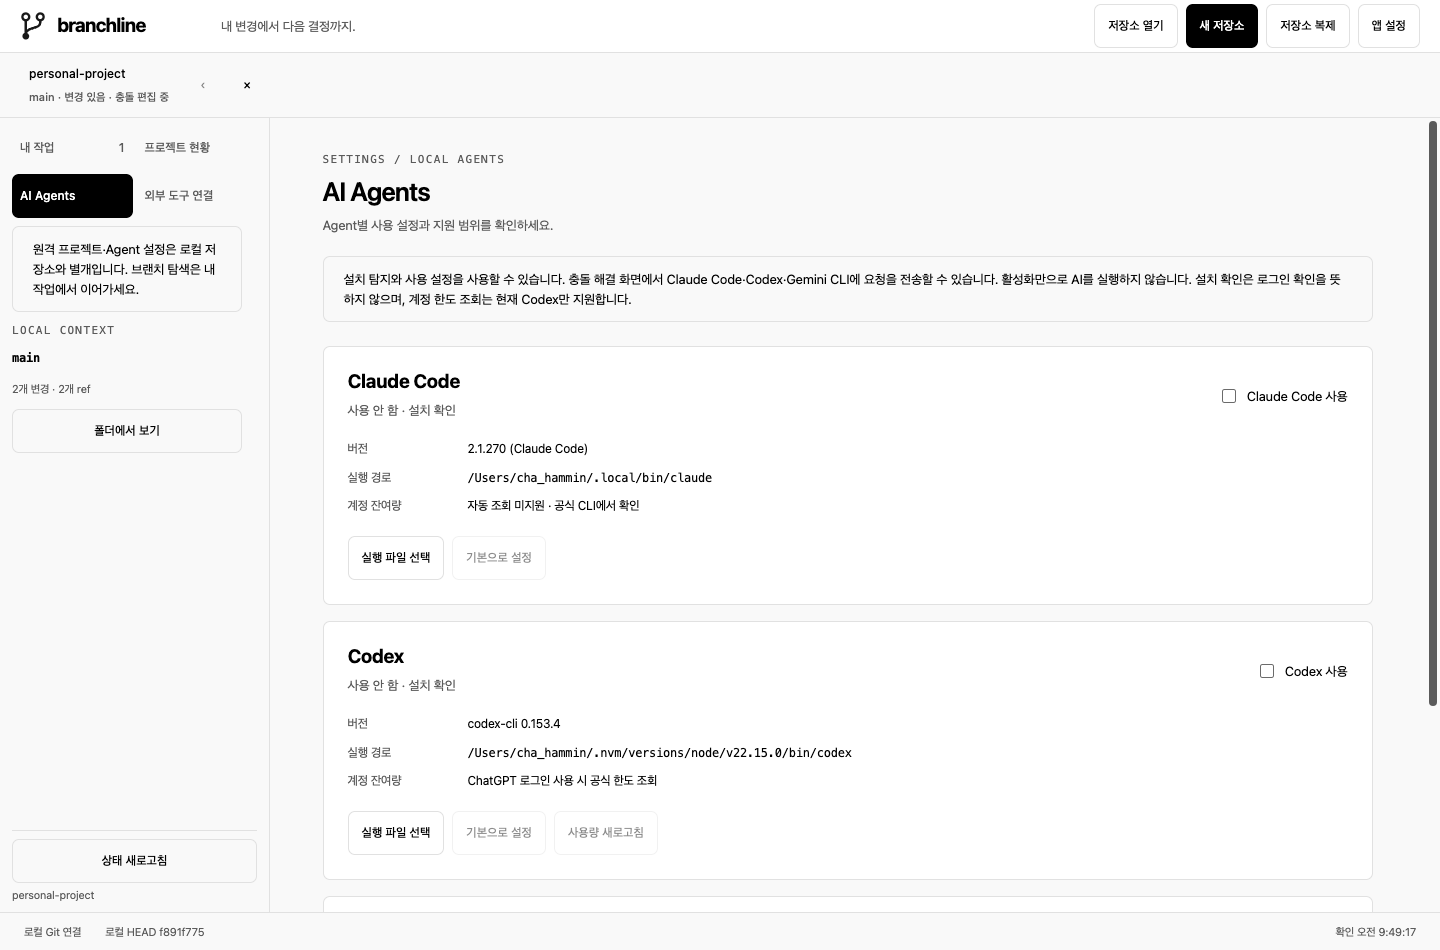 branchline
내 변경에서 다음 결정까지.
저장소 열기
새 저장소
저장소 복제
앱 설정
personal-project
main · 변경 있음 · 충돌 편집 중
‹
×
내 작업 1
프로젝트 현황
AI Agents
외부 도구 연결
원격 프로젝트·Agent 설정은 로컬 저
장소와 별개입니다. 브랜치 탐색은 내
작업에서 이어가세요.
LOCAL CONTEXT
main
2개 변경 · 2개 ref
폴더에서 보기
상태 새로고침
personal-project
SETTINGS / LOCAL AGENTS
AI Agents
Agent별 사용 설정과 지원 범위를 확인하세요.
설치 탐지와 사용 설정을 사용할 수 있습니다. 충돌 해결 화면에서 Claude Code·Codex·Gemini CLI에 요청을 전송할 수 있습니다. 활성화만으로 AI를 실행하지 않습니다. 설치 확인은 로그인 확인을 뜻
하지 않으며, 계정 한도 조회는 현재 Codex만 지원합니다.
Claude Code
사용 안 함 · 설치 확인
Claude Code 사용
버전 2.1.270 (Claude Code)
실행 경로 /Users/cha_hammin/.local/bin/claude
계정 잔여량 자동 조회 미지원 · 공식 CLI에서 확인
실행 파일 선택
기본으로 설정
Codex
사용 안 함 · 설치 확인
Codex 사용
버전 codex-cli 0.153.4
실행 경로 /Users/cha_hammin/.nvm/versions/node/v22.15.0/bin/codex
계정 잔여량 ChatGPT 로그인 사용 시 공식 한도 조회
실행 파일 선택
기본으로 설정
사용량 새로고침
로컬 Git 연결
로컬 HEAD f891f775
확인 오전 9:49:17